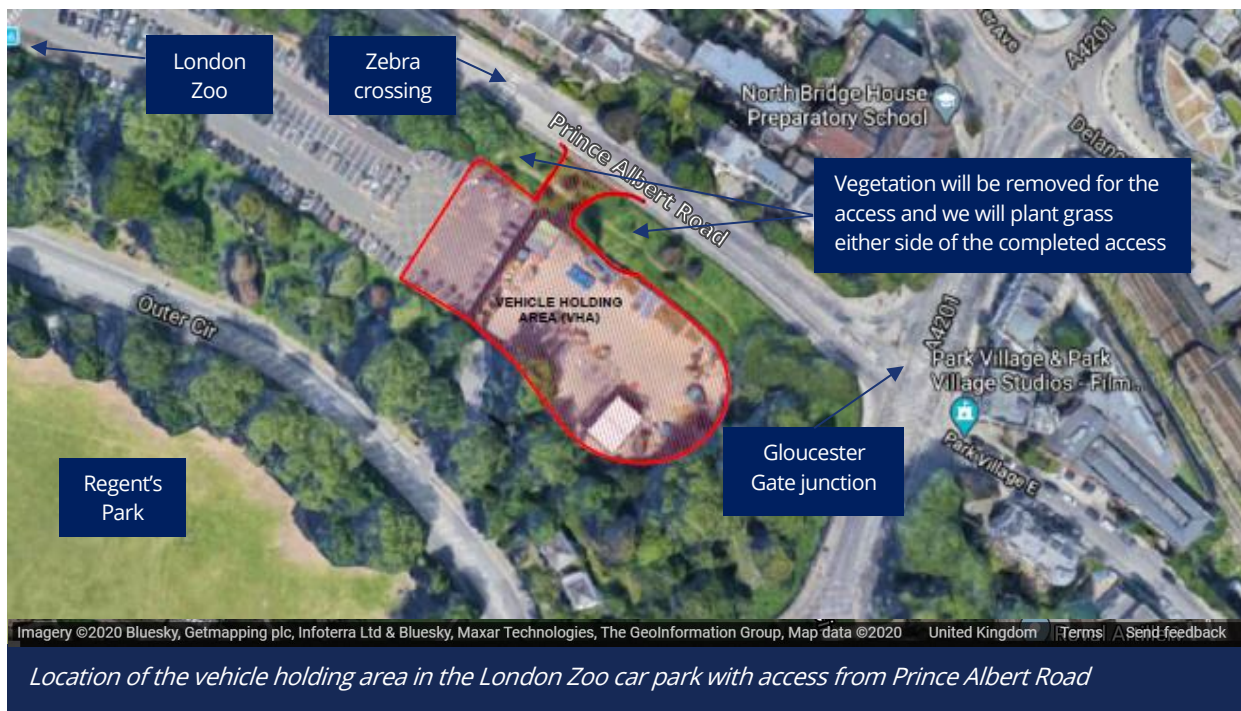 London
Zoo
Zebra
crossing
North Bridge House
Preparatory School
A4201
Prince Albert Road
Vegetation will be removed for the
access and we will plant grass
either side of the completed access
VEHICLE HOLDING
AREA (VHA)
Outer Cir
A4201
Park Village & Park
Village Studios - Film...
Gloucester
Gate junction
Park Village E
Regent's
Park
Imagery ©2020 Bluesky, Getmapping plc, Infoterra Ltd & Bluesky, Maxar Technologies, The GeoInformation Group, Map data ©2020 United Kingdom Terms Send feedback
Location of the vehicle holding area in the London Zoo car park with access from Prince Albert Road